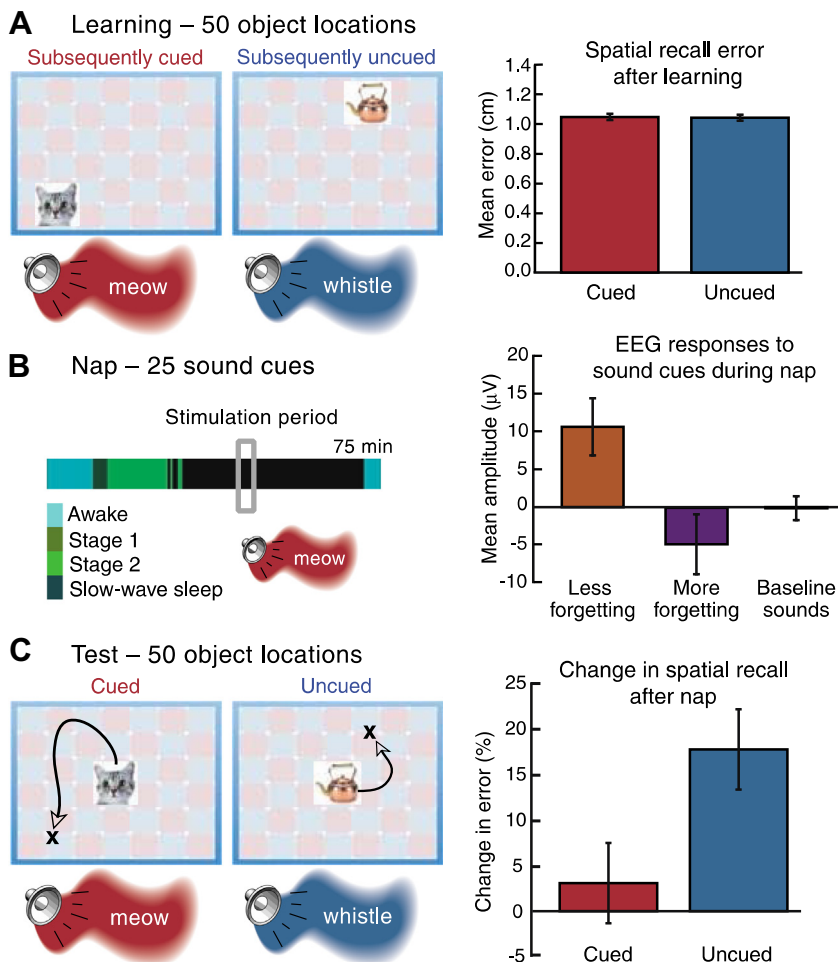 A Learning – 50 object locations
Subsequently cued
Subsequently uncued
meow
whistle
Spatial recall error
after learning
Mean error (cm)
1.4
1.2
1.0
0.8
0.6
0.4
0.2
0.0
Cued
Uncued
B Nap – 25 sound cues
Stimulation period
75 min
Awake
Stage 1
Stage 2
Slow-wave sleep
meow
EEG responses to
sound cues during nap
Mean amplitude (µV)
20
15
10
5
0
-5
-10
Less
forgetting
More
forgetting
Baseline
sounds
C Test – 50 object locations
Cued
Uncued
x
x
meow
whistle
Change in spatial recall
after nap
Change in error (%)
25
20
15
10
5
0
-5
Cued
Uncued